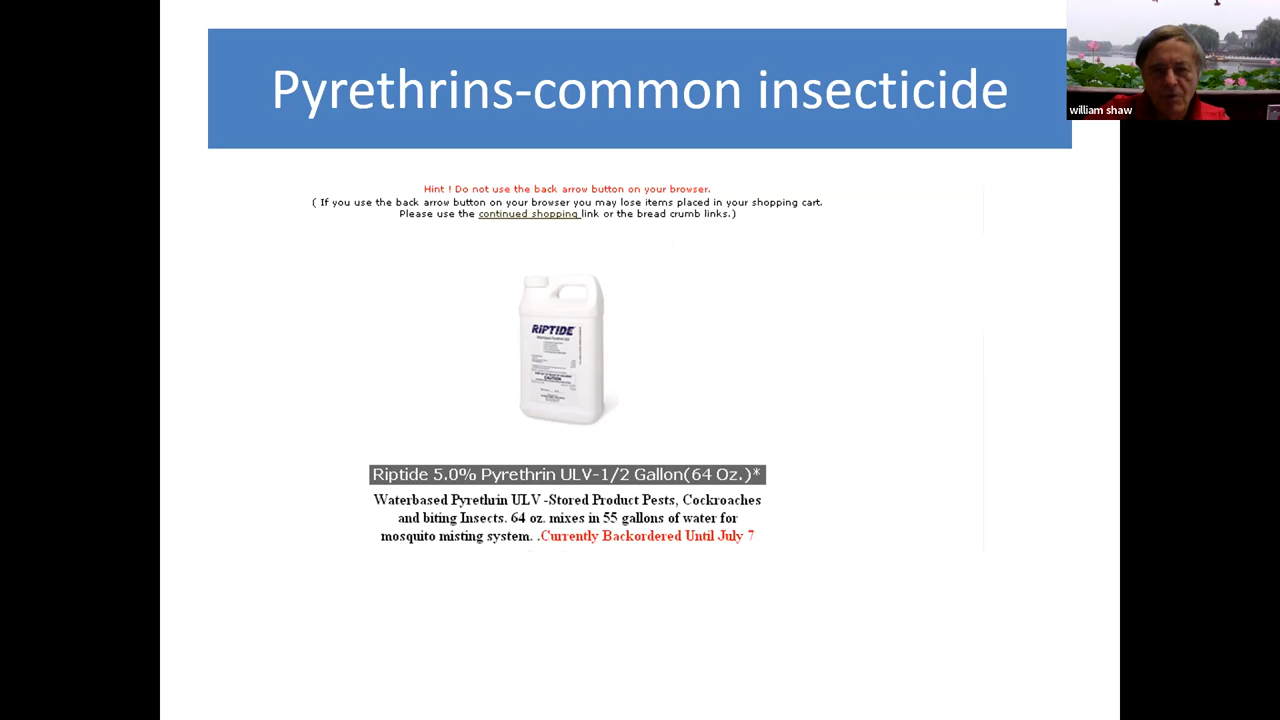 Pyrethrins-common insecticide
william shaw
Hint ! Do not use the back arrow button on your browser.
( If you use the back arrow button on your browser you may lose items placed in your shopping cart.
Please use the continued shopping link or the bread crumb links.)
RIPTIDE
CAUTION
Riptide 5.0% Pyrethrin ULV-1/2 Gallon(64 Oz.)*
Waterbased Pyrethrin ULV -Stored Product Pests, Cockroaches
and biting Insects. 64 oz. mixes in 55 gallons of water for
mosquito misting system. .Currently Backordered Until July 7